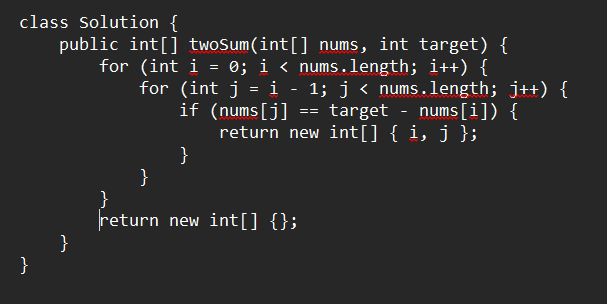 class Solution {
public int[] twoSum(int[] nums, int target) {
for (int i = 0; i < nums.length; i++) {
for (int j = i - 1; j < nums.length; j++) {
if (nums[j] == target - nums[i]) {
return new int[] { i, j };
}
}
}
return new int[] {};
}
}